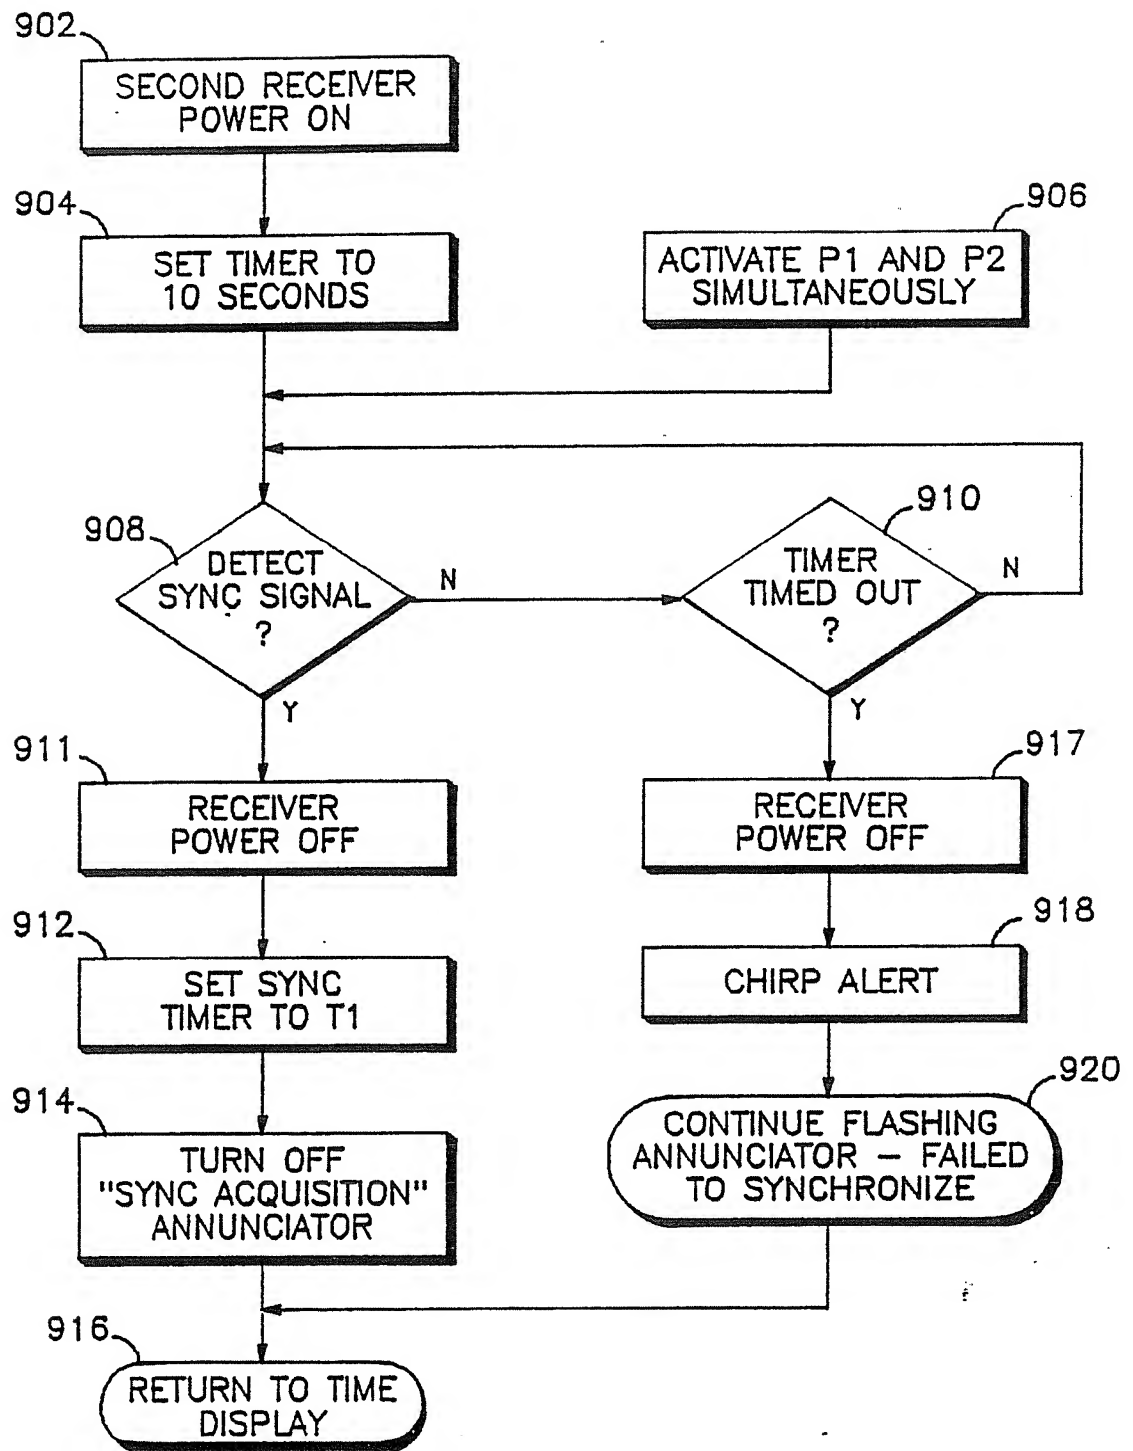 902
SECOND RECEIVER
POWER ON
904
SET TIMER TO
10 SECONDS
906
ACTIVATE P1 AND P2
SIMULTANEOUSLY
908
DETECT
SYNC SIGNAL
?
N
Y
910
TIMER
TIMED OUT
?
N
Y
911
RECEIVER
POWER OFF
917
RECEIVER
POWER OFF
912
SET SYNC
TIMER TO T1
918
CHIRP ALERT
914
TURN OFF
"SYNC ACQUISITION"
ANNUNCIATOR
920
CONTINUE FLASHING
ANNUNCIATOR – FAILED
TO SYNCHRONIZE
916
RETURN TO TIME
DISPLAY